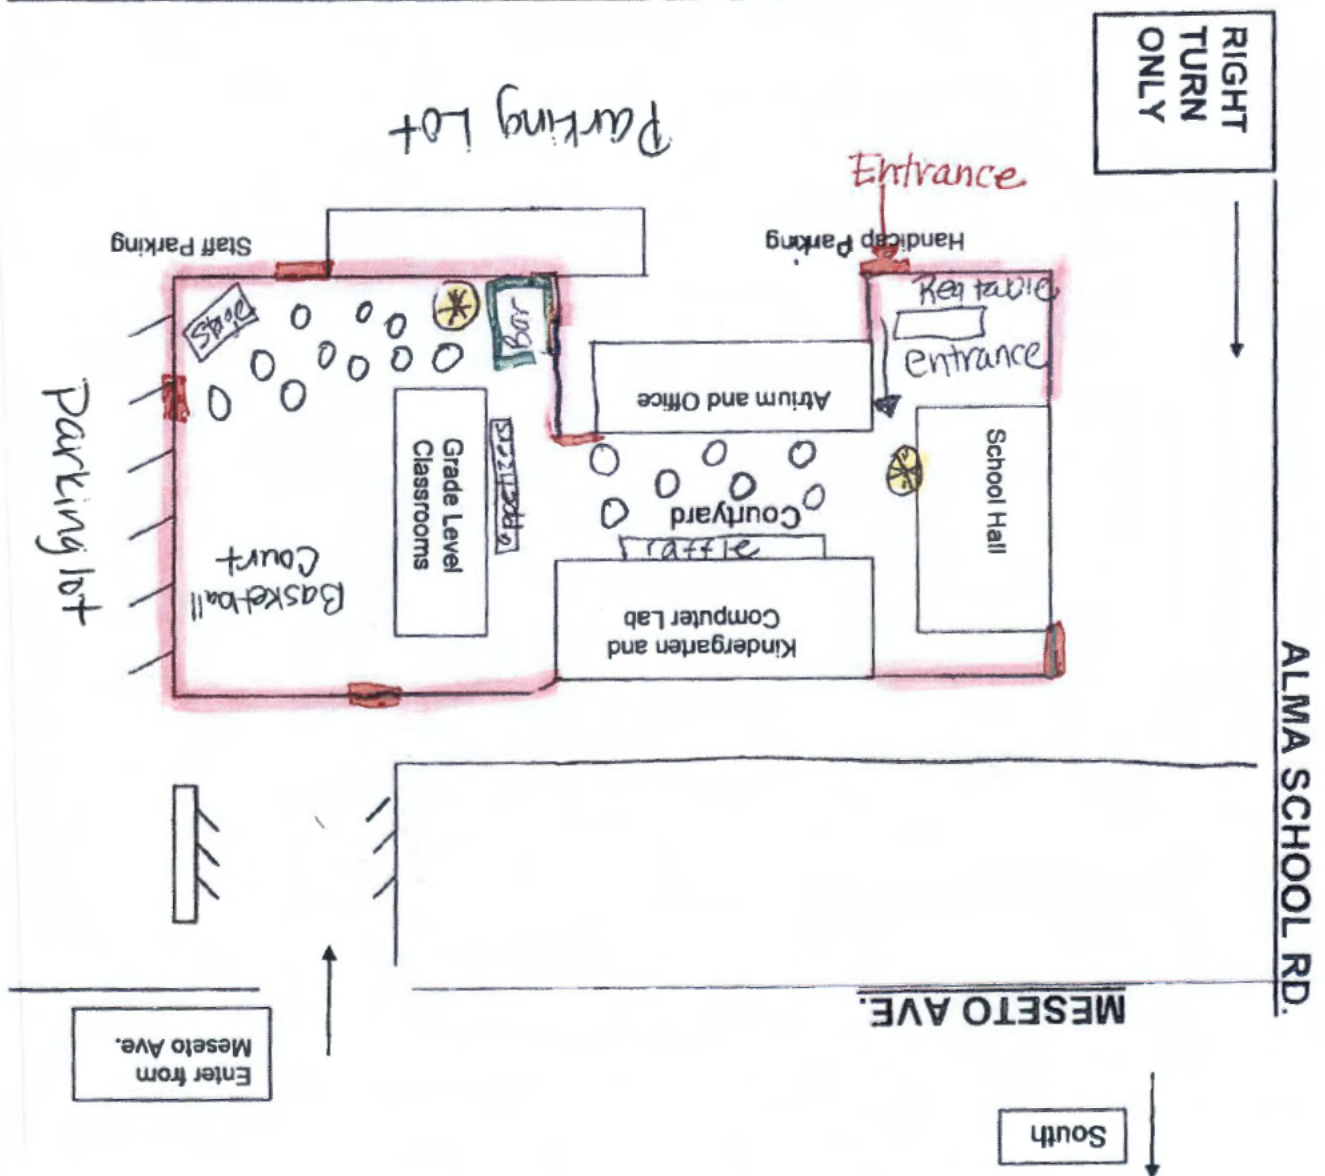 RIGHT
TURN
ONLY
Parking Lot
Entrance
Staff Parking
Handicap Parking
Reg table
entrance
Bar
Atrium and Office
School Hall
Grade Level
Classrooms
appetizers
Courtyard
raffle
Kindergarten and
Computer Lab
Basketball
Court
Parking lot
ALMA SCHOOL RD.
MESETO AVE.
Enter from
Meseto Ave.
South